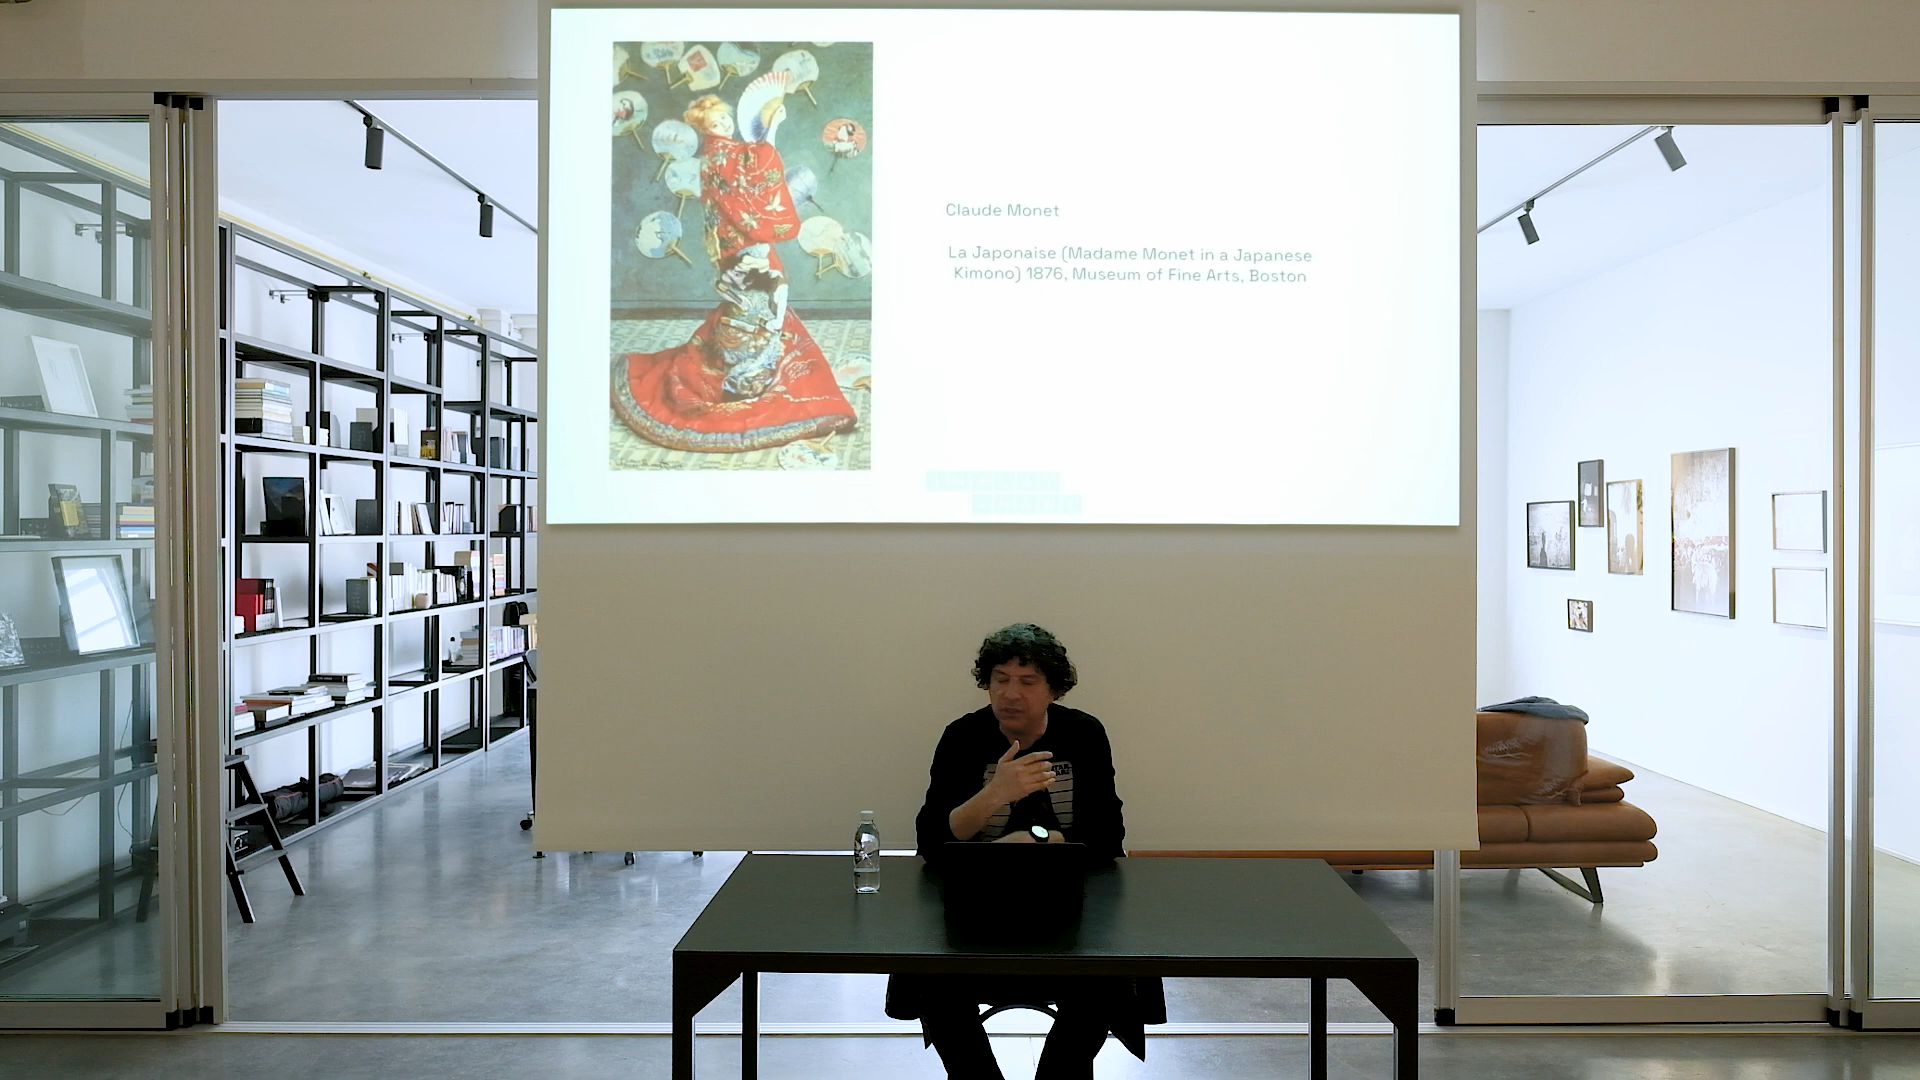 Claude Monet
La Japonaise (Madame Monet in a Japanese
Kimono) 1876, Museum of Fine Arts, Boston